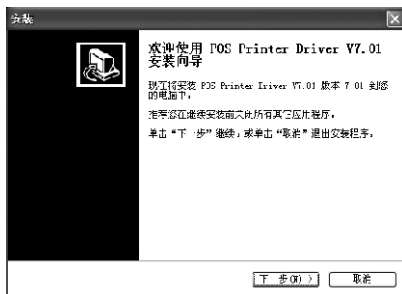 安装
欢迎使用 POS Printer Driver V7.01
安装向导
现在将安装 POS Printer Driver V7.01 版本 7.01 到您
的电脑中。
推荐您在继续安装前关闭所有其它应用程序。
单击“下一步”继续，或单击“取消”退出安装程序。
下一步(N) >
取消